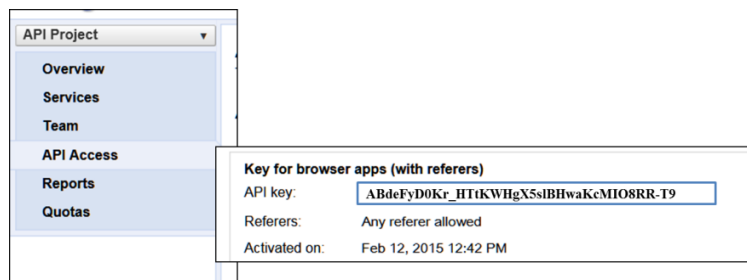 API Project
Overview
Services
Team
API Access
Reports
Quotas
Key for browser apps (with referers)
API key: ABdeFyD0Kr_HTtKWHgX5slBHwaKcMIO8RR-T9
Referers: Any referer allowed
Activated on: Feb 12, 2015 12:42 PM